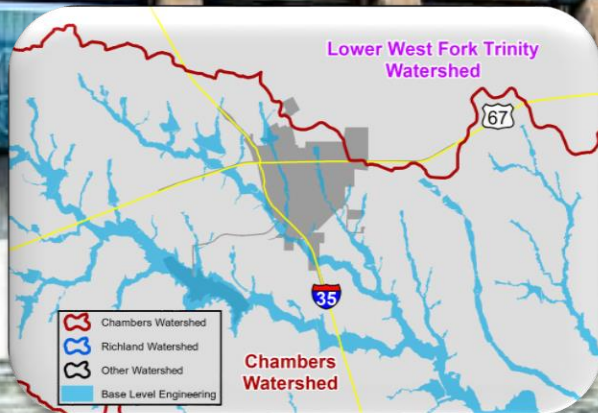 Lower West Fork Trinity
Watershed
67
35
Chambers
Watershed
Chambers Watershed
Richland Watershed
Other Watershed
Base Level Engineering